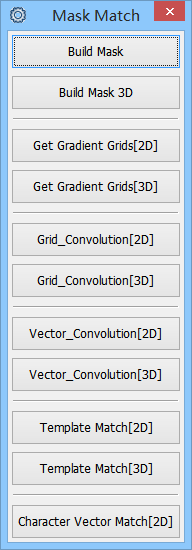 Mask Match
Build Mask
Build Mask 3D
Get Gradient Grids[2D]
Get Gradient Grids[3D]
Grid_Convolution[2D]
Grid_Convolution[3D]
Vector_Convolution[2D]
Vector_Convolution[3D]
Template Match[2D]
Template Match[3D]
Character Vector Match[2D]